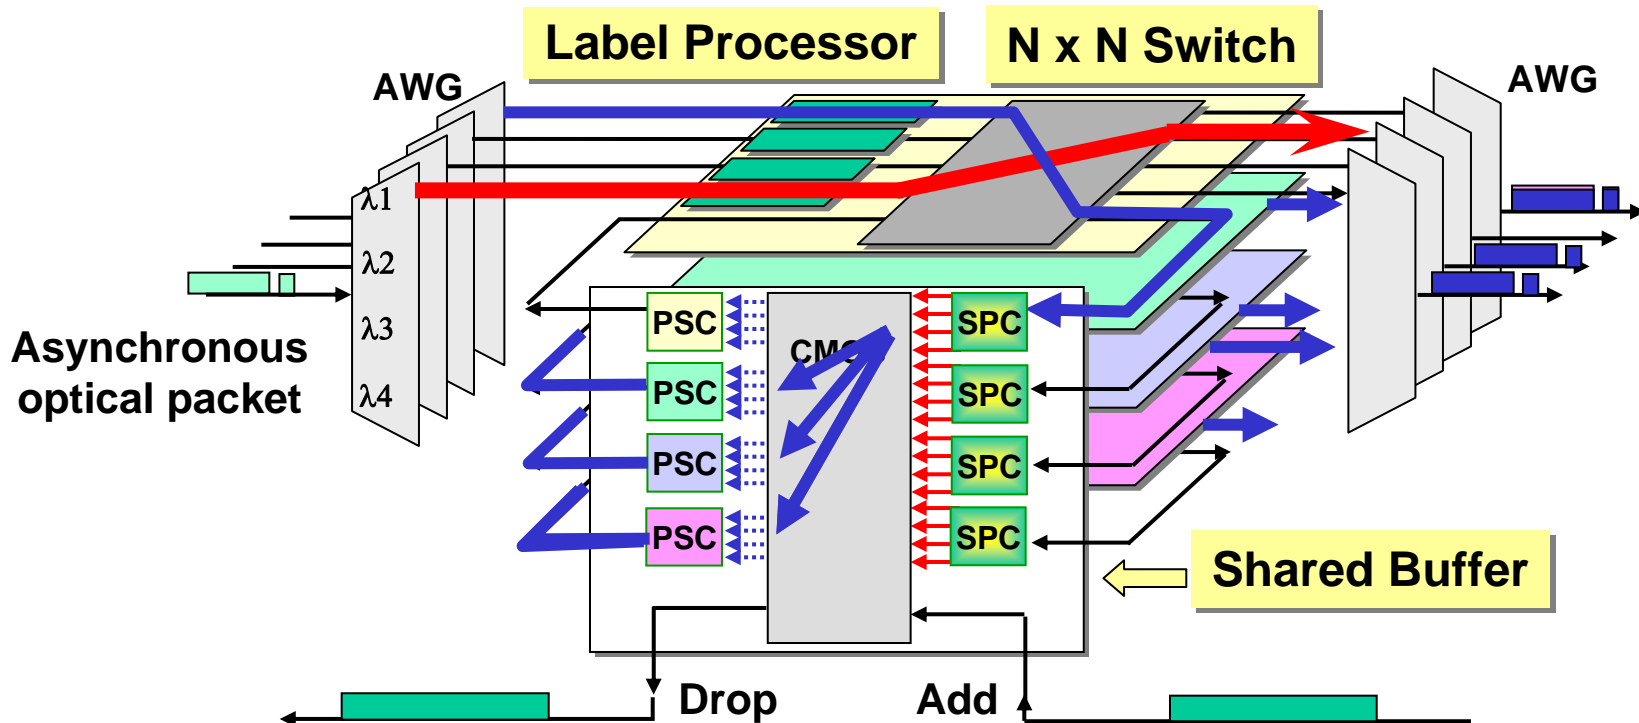 Label Processor
N x N Switch
AWG
AWG
λ1
λ2
λ3
λ4
Asynchronous
optical packet
PSC
SPC
PSC
SPC
PSC
SPC
PSC
SPC
Shared Buffer
Drop
Add